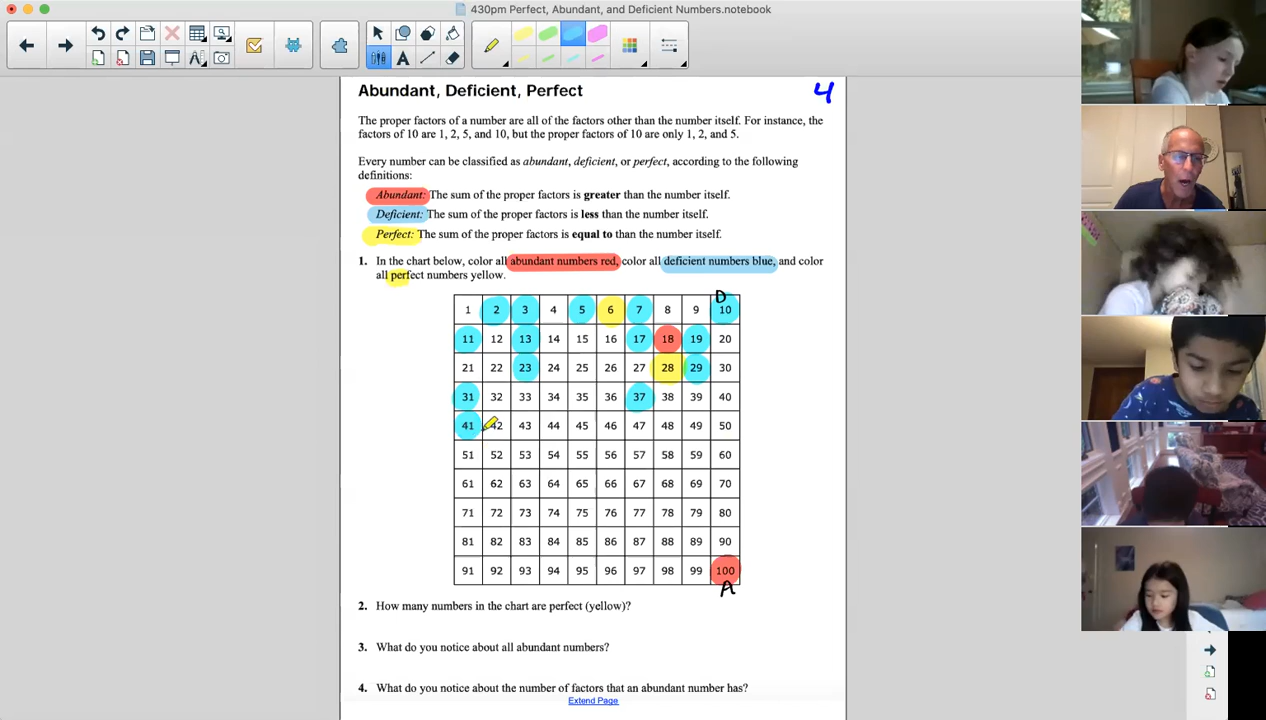 430pm Perfect, Abundant, and Deficient Numbers.notebook
A
Abundant, Deficient, Perfect
4
The proper factors of a number are all of the factors other than the number itself. For instance, the
factors of 10 are 1, 2, 5, and 10, but the proper factors of 10 are only 1, 2, and 5.
Every number can be classified as abundant, deficient, or perfect, according to the following
definitions:
Abundant: The sum of the proper factors is greater than the number itself.
Deficient: The sum of the proper factors is less than the number itself.
Perfect: The sum of the proper factors is equal to than the number itself.
1. In the chart below, color all abundant numbers red, color all deficient numbers blue, and color
all perfect numbers yellow.
D
1 2 3 4 5 6 7 8 9 10
11 12 13 14 15 16 17 18 19 20
21 22 23 24 25 26 27 28 29 30
31 32 33 34 35 36 37 38 39 40
41 42 43 44 45 46 47 48 49 50
51 52 53 54 55 56 57 58 59 60
61 62 63 64 65 66 67 68 69 70
71 72 73 74 75 76 77 78 79 80
81 82 83 84 85 86 87 88 89 90
91 92 93 94 95 96 97 98 99 100
A
2. How many numbers in the chart are perfect (yellow)?
3. What do you notice about all abundant numbers?
4. What do you notice about the number of factors that an abundant number has?
Extend Page